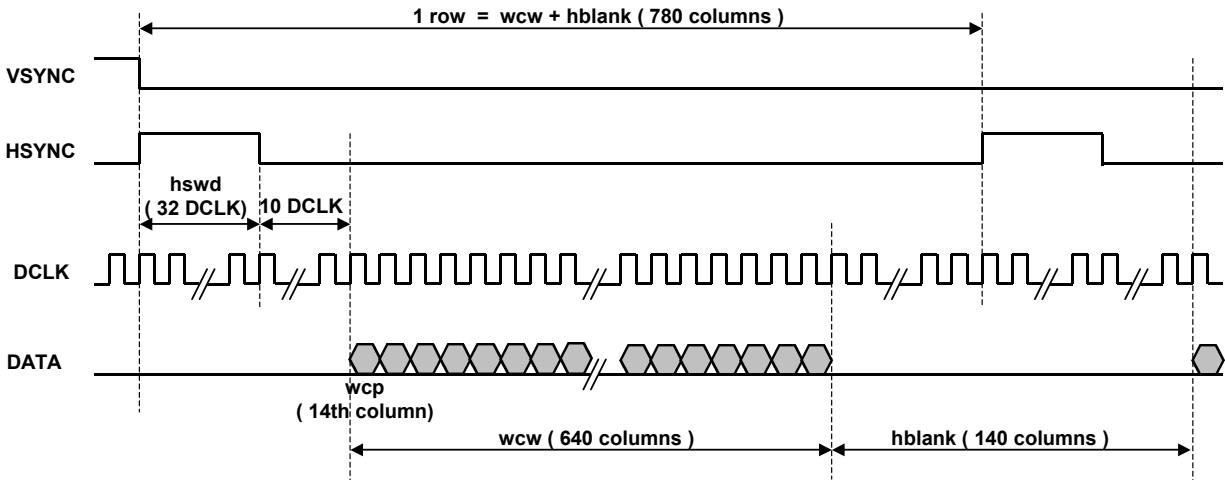 1 row = wcw + hblank ( 780 columns )
VSYNC
HSYNC
hswd
( 32 DCLK)
10 DCLK
DCLK
DATA
wcp
( 14th column)
wcw ( 640 columns )
hblank ( 140 columns )